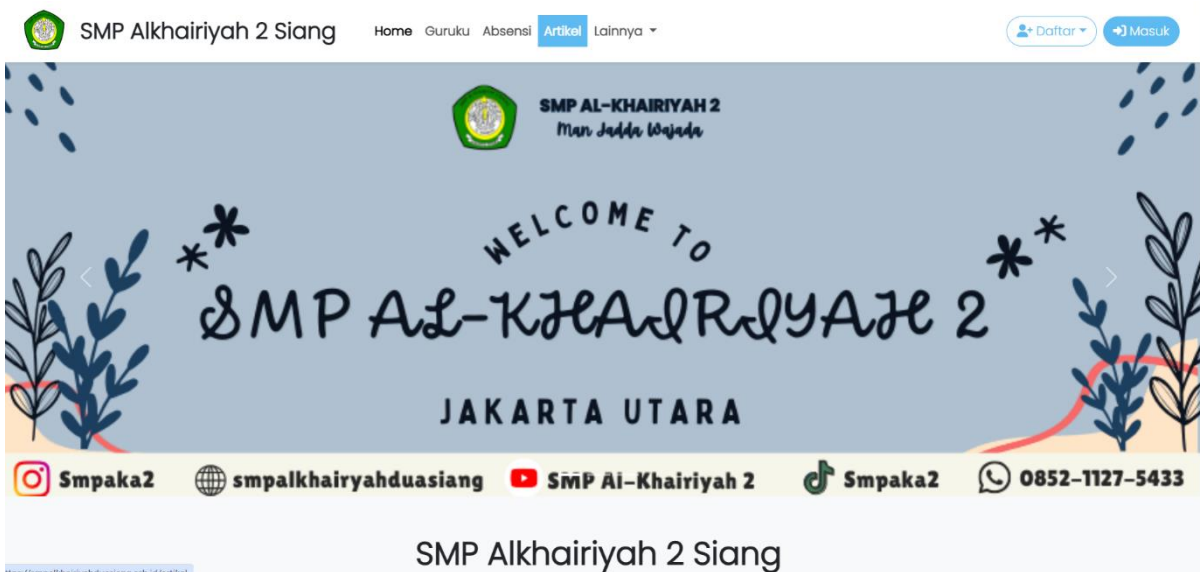 SMP Alkhairiyah 2 Siang Home Guruku Absensi Artikel Lainnya Daftar Masuk
SMP AL-KHAIRIYAH 2
Man Jadda Wajada
WELCOME TO
SMP AL-KHAIRIYAH 2
JAKARTA UTARA
Smpaka2 smpalkhairyahduasiang SMP Al-Khairiyah 2 Smpaka2 0852-1127-5433
SMP Alkhairiyah 2 Siang